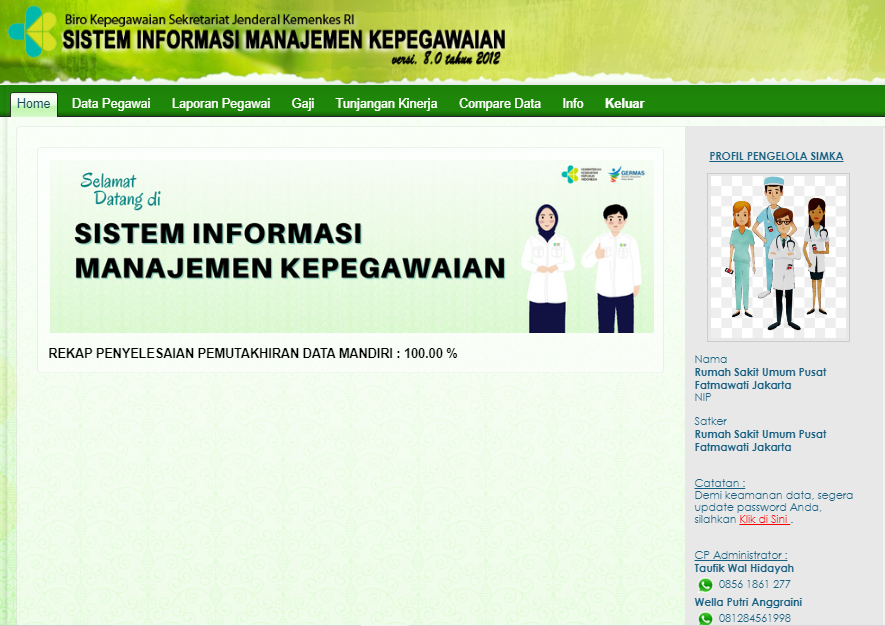 Biro Kepegawaian Sekretariat Jenderal Kemenkes RI
SISTEM INFORMASI MANAJEMEN KEPEGAWAIAN
versi. 8.0 tahun 2012
Home Data Pegawai Laporan Pegawai Gaji Tunjangan Kinerja Compare Data Info Keluar
Selamat
Datang di
KEMENTERIAN
KESEHATAN
REPUBLIK
INDONESIA
GERMAS
SISTEM INFORMASI
MANAJEMEN KEPEGAWAIAN
REKAP PENYELESAIAN PEMUTAKHIRAN DATA MANDIRI : 100.00 %
PROFIL PENGELOLA SIMKA
Nama
Rumah Sakit Umum Pusat
Fatmawati Jakarta
NIP
Satker
Rumah Sakit Umum Pusat
Fatmawati Jakarta
Catatan :
Demi keamanan data, segera
update password Anda,
silahkan Klik di Sini .
CP Administrator :
Taufik Wal Hidayah
0856 1861 277
Wella Putri Anggraini
081284561998